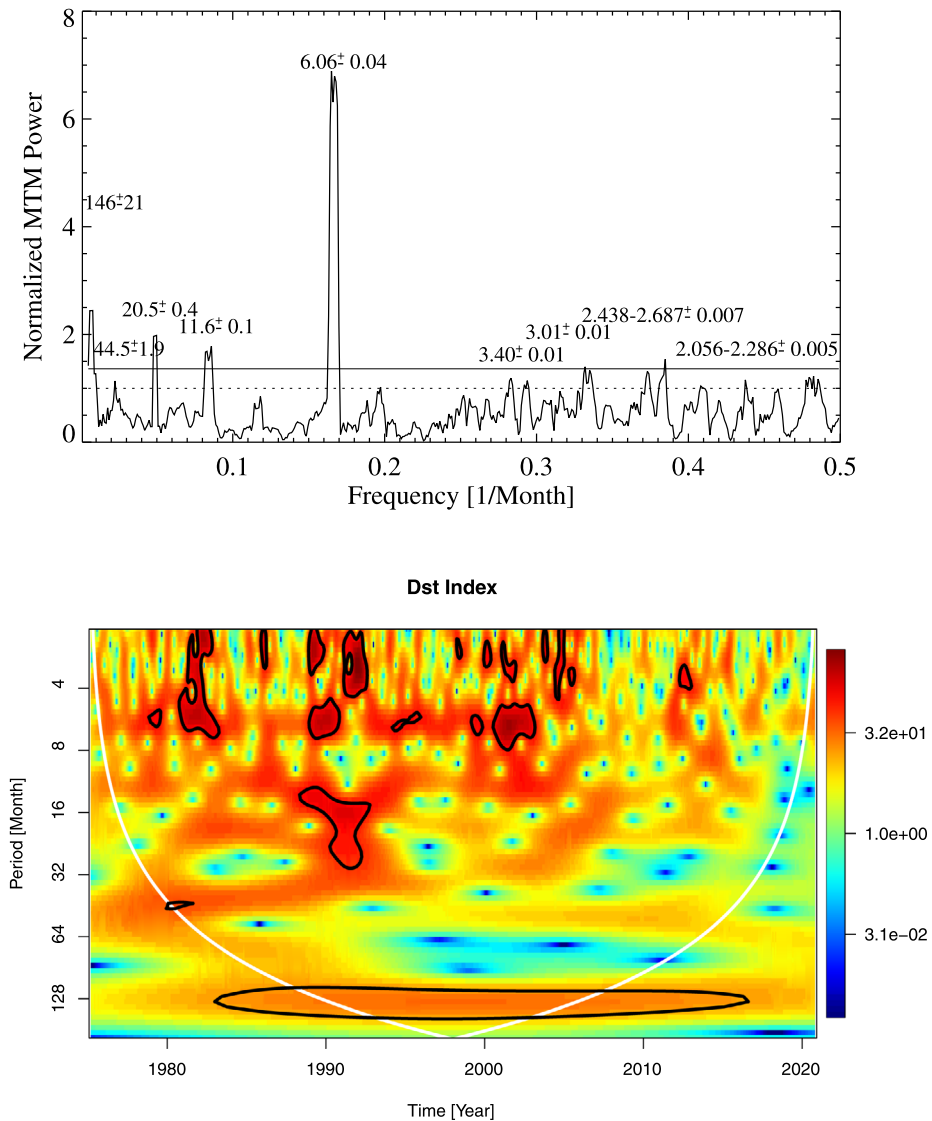 8
6.06± 0.04
6
Normalized MTM Power
146±21
4
20.5± 0.4
2.438-2.687± 0.007
11.6± 0.1
3.01± 0.01
2
44.5±1.9
3.40± 0.01
2.056-2.286± 0.005
0
0.1 0.2 0.3 0.4 0.5
Frequency [1/Month]
Dst Index
4
8
16
32
64
128
Period [Month]
3.2e+01
1.0e+00
3.1e−02
1980 1990 2000 2010 2020
Time [Year]